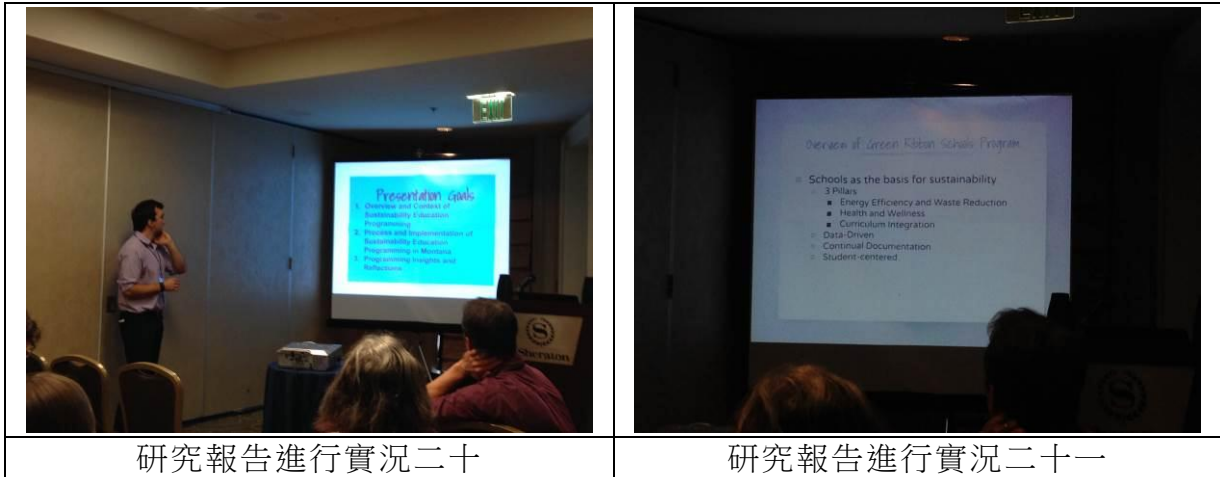 EXIT
Presentation Goals
1. Overview and Context of
Sustainability Education
Programming
2. Process and Implementation of
Sustainability Education
Programming in Montana
3. Programming Insights and
Reflections
S
Sheraton
研究報告進行實況二十
Overview of Green Ribbon Schools Program
Schools as the basis for sustainability
3 Pillars
Energy Efficiency and Waste Reduction
Health and Wellness
Curriculum Integration
Data-Driven
Continual Documentation
Student-centered
S
研究報告進行實況二十一